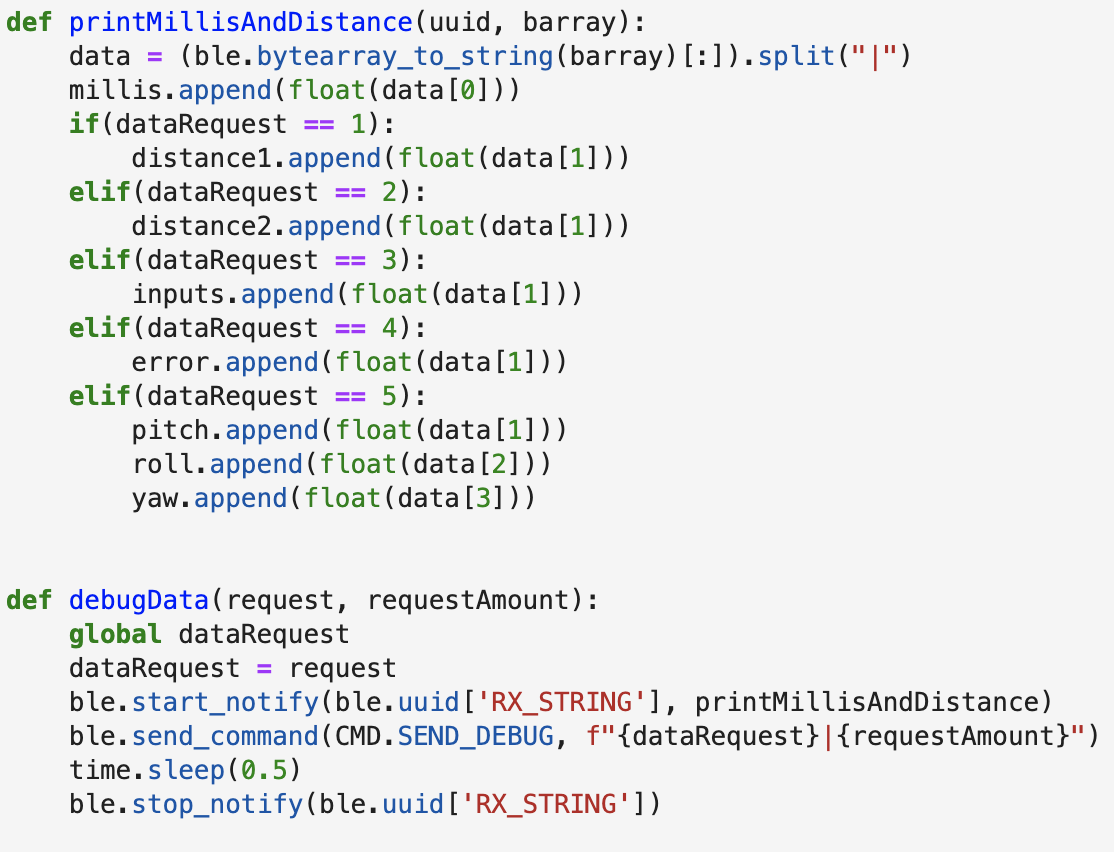 def printMillisAndDistance(uuid, barray):
    data = (ble.bytearray_to_string(barray)[:]).split("|")
    millis.append(float(data[0]))
    if(dataRequest == 1):
        distance1.append(float(data[1]))
    elif(dataRequest == 2):
        distance2.append(float(data[1]))
    elif(dataRequest == 3):
        inputs.append(float(data[1]))
    elif(dataRequest == 4):
        error.append(float(data[1]))
    elif(dataRequest == 5):
        pitch.append(float(data[1]))
        roll.append(float(data[2]))
        yaw.append(float(data[3]))
def debugData(request, requestAmount):
    global dataRequest
    dataRequest = request
    ble.start_notify(ble.uuid['RX_STRING'], printMillisAndDistance)
    ble.send_command(CMD.SEND_DEBUG, f"{dataRequest}|{requestAmount}")
    time.sleep(0.5)
    ble.stop_notify(ble.uuid['RX_STRING'])